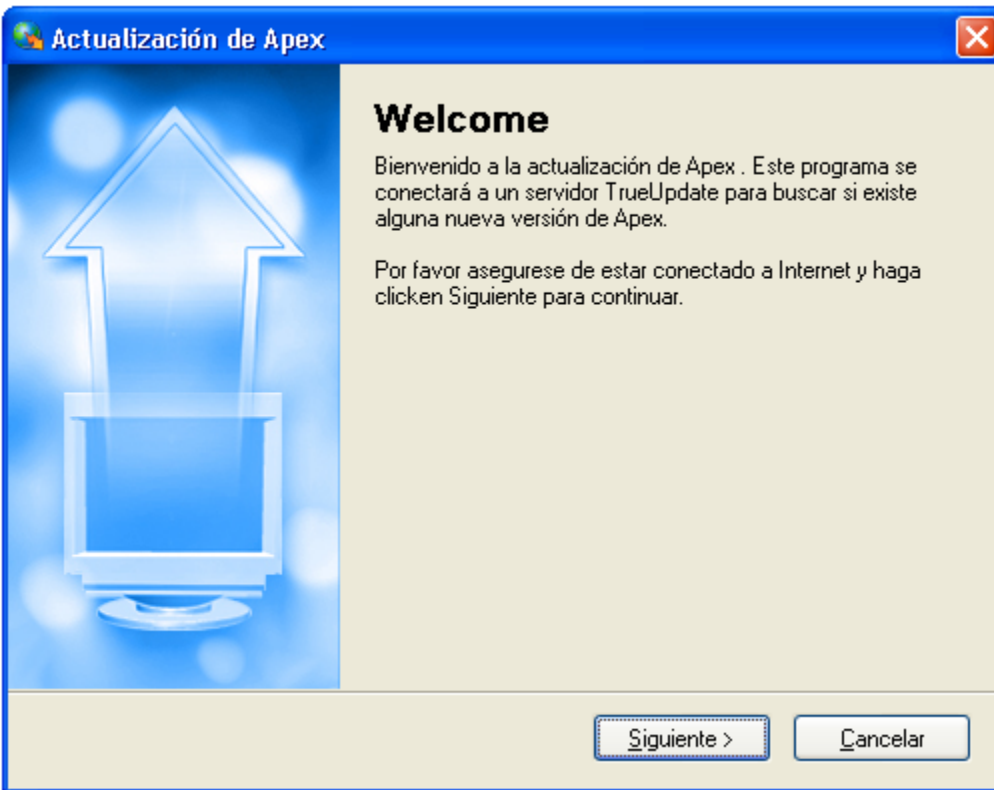 Actualización de Apex
Welcome
Bienvenido a la actualización de Apex . Este programa se
conectará a un servidor TrueUpdate para buscar si existe
alguna nueva versión de Apex.
Por favor asegurese de estar conectado a Internet y haga
clicken Siguiente para continuar.
Siguiente >
Cancelar